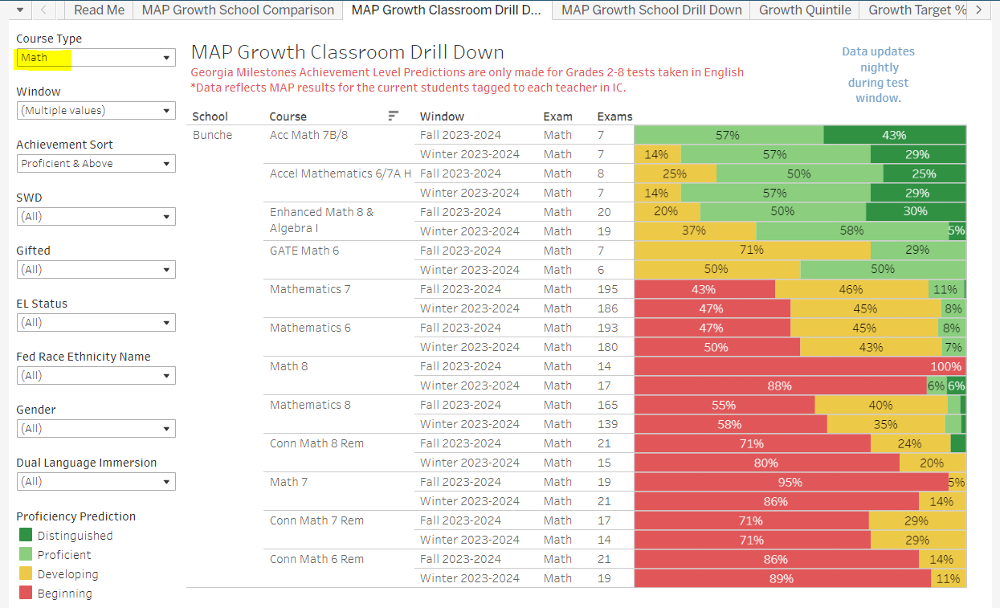 Read Me
MAP Growth School Comparison
MAP Growth Classroom Drill D...
MAP Growth School Drill Down
Growth Quintile
Growth Target %
Course Type
Math
Window
(Multiple values)
Achievement Sort
Proficient & Above
SWD
(All)
Gifted
(All)
EL Status
(All)
Fed Race Ethnicity Name
(All)
Gender
(All)
Dual Language Immersion
(All)
Proficiency Prediction
Distinguished
Proficient
Developing
Beginning
MAP Growth Classroom Drill Down
Georgia Milestones Achievement Level Predictions are only made for Grades 2-8 tests taken in English
*Data reflects MAP results for the current students tagged to each teacher in IC.
Data updates
nightly
during test
window.
School Course Window Exam Exams
Bunche Acc Math 7B/8 Fall 2023-2024 Math 7 57% 43%
Winter 2023-2024 Math 7 14% 57% 29%
Accel Mathematics 6/7A H Fall 2023-2024 Math 8 25% 50% 25%
Winter 2023-2024 Math 7 14% 57% 29%
Enhanced Math 8 & Fall 2023-2024 Math 20 20% 50% 30%
Algebra I Winter 2023-2024 Math 19 37% 58% 5%
GATE Math 6 Fall 2023-2024 Math 7 71% 29%
Winter 2023-2024 Math 6 50% 50%
Mathematics 7 Fall 2023-2024 Math 195 43% 46% 11%
Winter 2023-2024 Math 186 47% 45% 8%
Mathematics 6 Fall 2023-2024 Math 193 47% 45% 8%
Winter 2023-2024 Math 180 50% 43% 7%
Math 8 Fall 2023-2024 Math 14 100%
Winter 2023-2024 Math 17 88% 6% 6%
Mathematics 8 Fall 2023-2024 Math 165 55% 40%
Winter 2023-2024 Math 139 58% 35%
Conn Math 8 Rem Fall 2023-2024 Math 21 71% 24%
Winter 2023-2024 Math 15 80% 20%
Math 7 Fall 2023-2024 Math 19 95% 5%
Winter 2023-2024 Math 21 86% 14%
Conn Math 7 Rem Fall 2023-2024 Math 17 71% 29%
Winter 2023-2024 Math 14 71% 29%
Conn Math 6 Rem Fall 2023-2024 Math 21 86% 14%
Winter 2023-2024 Math 19 89% 11%